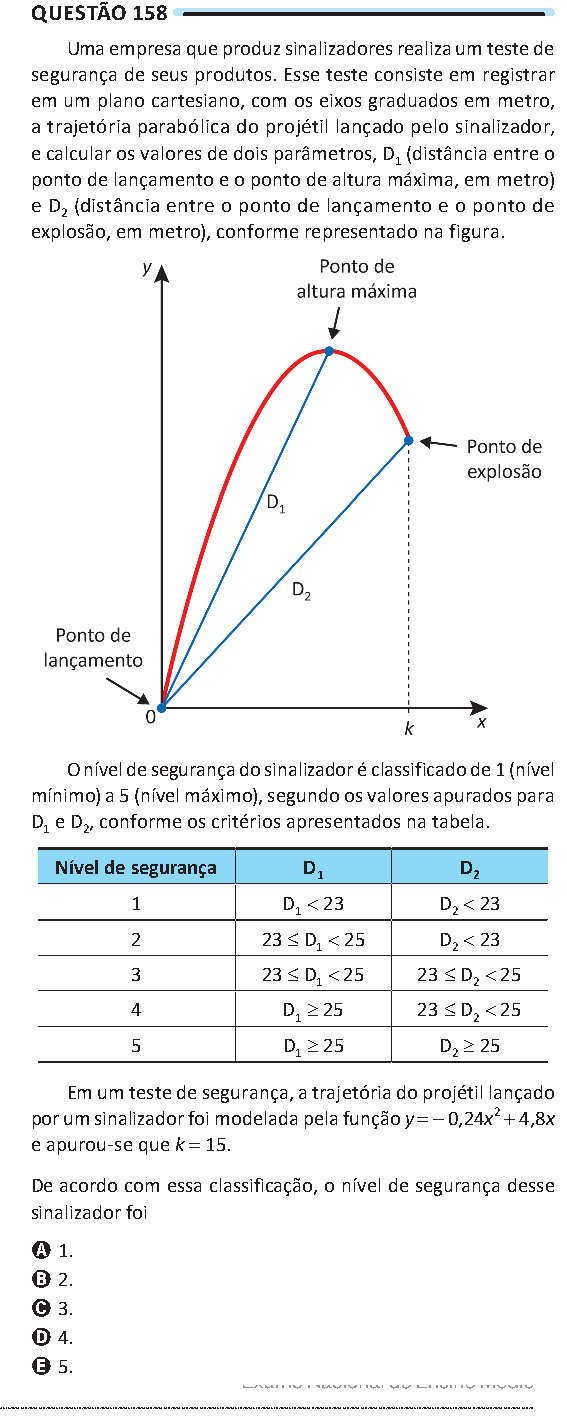 QUESTÃO 158
Uma empresa que produz sinalizadores realiza um teste de
segurança de seus produtos. Esse teste consiste em registrar
em um plano cartesiano, com os eixos graduados em metro,
a trajetória parabólica do projétil lançado pelo sinalizador,
e calcular os valores de dois parâmetros, D₁ (distância entre o
ponto de lançamento e o ponto de altura máxima, em metro)
e D₂ (distância entre o ponto de lançamento e o ponto de
explosão, em metro), conforme representado na figura.
y
Ponto de
altura máxima
Ponto de
explosão
D₁
D₂
Ponto de
lançamento
0
k
x
O nível de segurança do sinalizador é classificado de 1 (nível
mínimo) a 5 (nível máximo), segundo os valores apurados para
D₁ e D₂, conforme os critérios apresentados na tabela.
Nível de segurança D₁ D₂
1 D₁ < 23 D₂ < 23
2 23 ≤ D₁ < 25 D₂ < 23
3 23 ≤ D₁ < 25 23 ≤ D₂ < 25
4 D₁ ≥ 25 23 ≤ D₂ < 25
5 D₁ ≥ 25 D₂ ≥ 25
Em um teste de segurança, a trajetória do projétil lançado
por um sinalizador foi modelada pela função y = – 0,24x² + 4,8x
e apurou-se que k = 15.
De acordo com essa classificação, o nível de segurança desse
sinalizador foi
A 1.
B 2.
C 3.
D 4.
E 5.